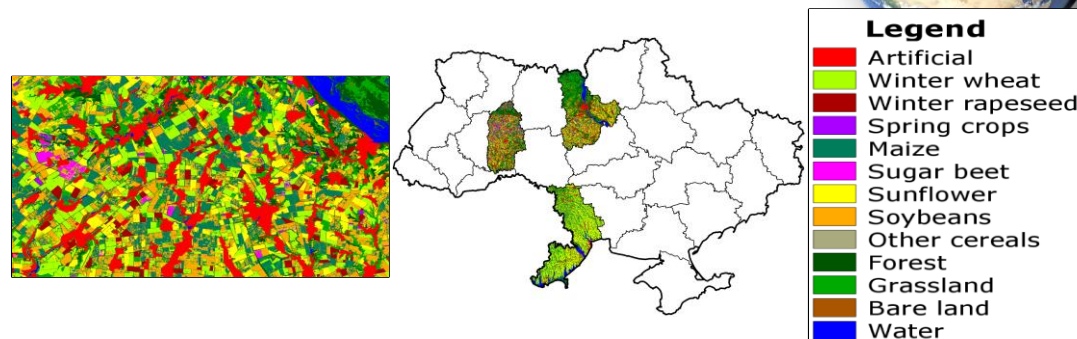 Legend
Artificial
Winter wheat
Winter rapeseed
Spring crops
Maize
Sugar beet
Sunflower
Soybeans
Other cereals
Forest
Grassland
Bare land
Water